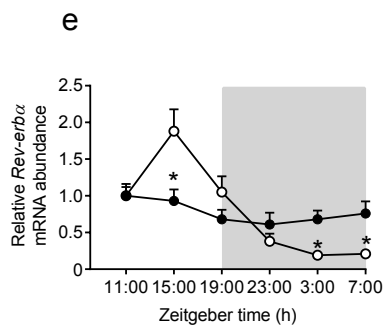 e
Relative Rev-erbα
mRNA abundance
2.5
2.0
1.5
1.0
0.5
0
*
*
*
11:00 15:00 19:00 23:00 3:00 7:00
Zeitgeber time (h)